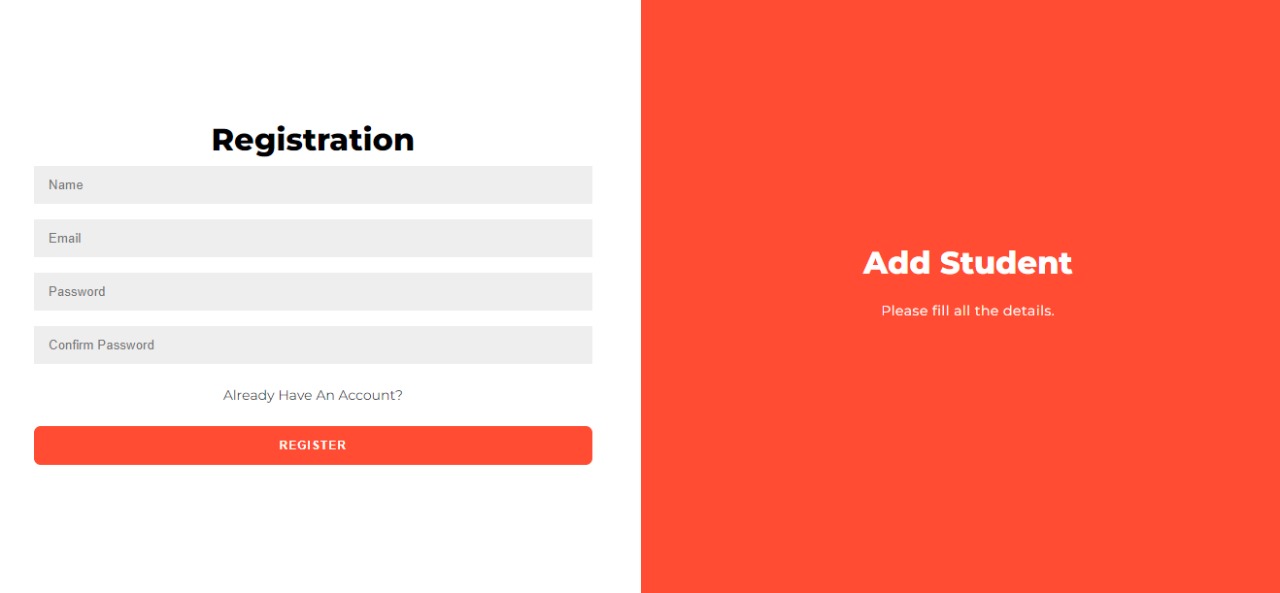 Registration
Name
Email
Password
Confirm Password
Already Have An Account?
REGISTER
Add Student
Please fill all the details.